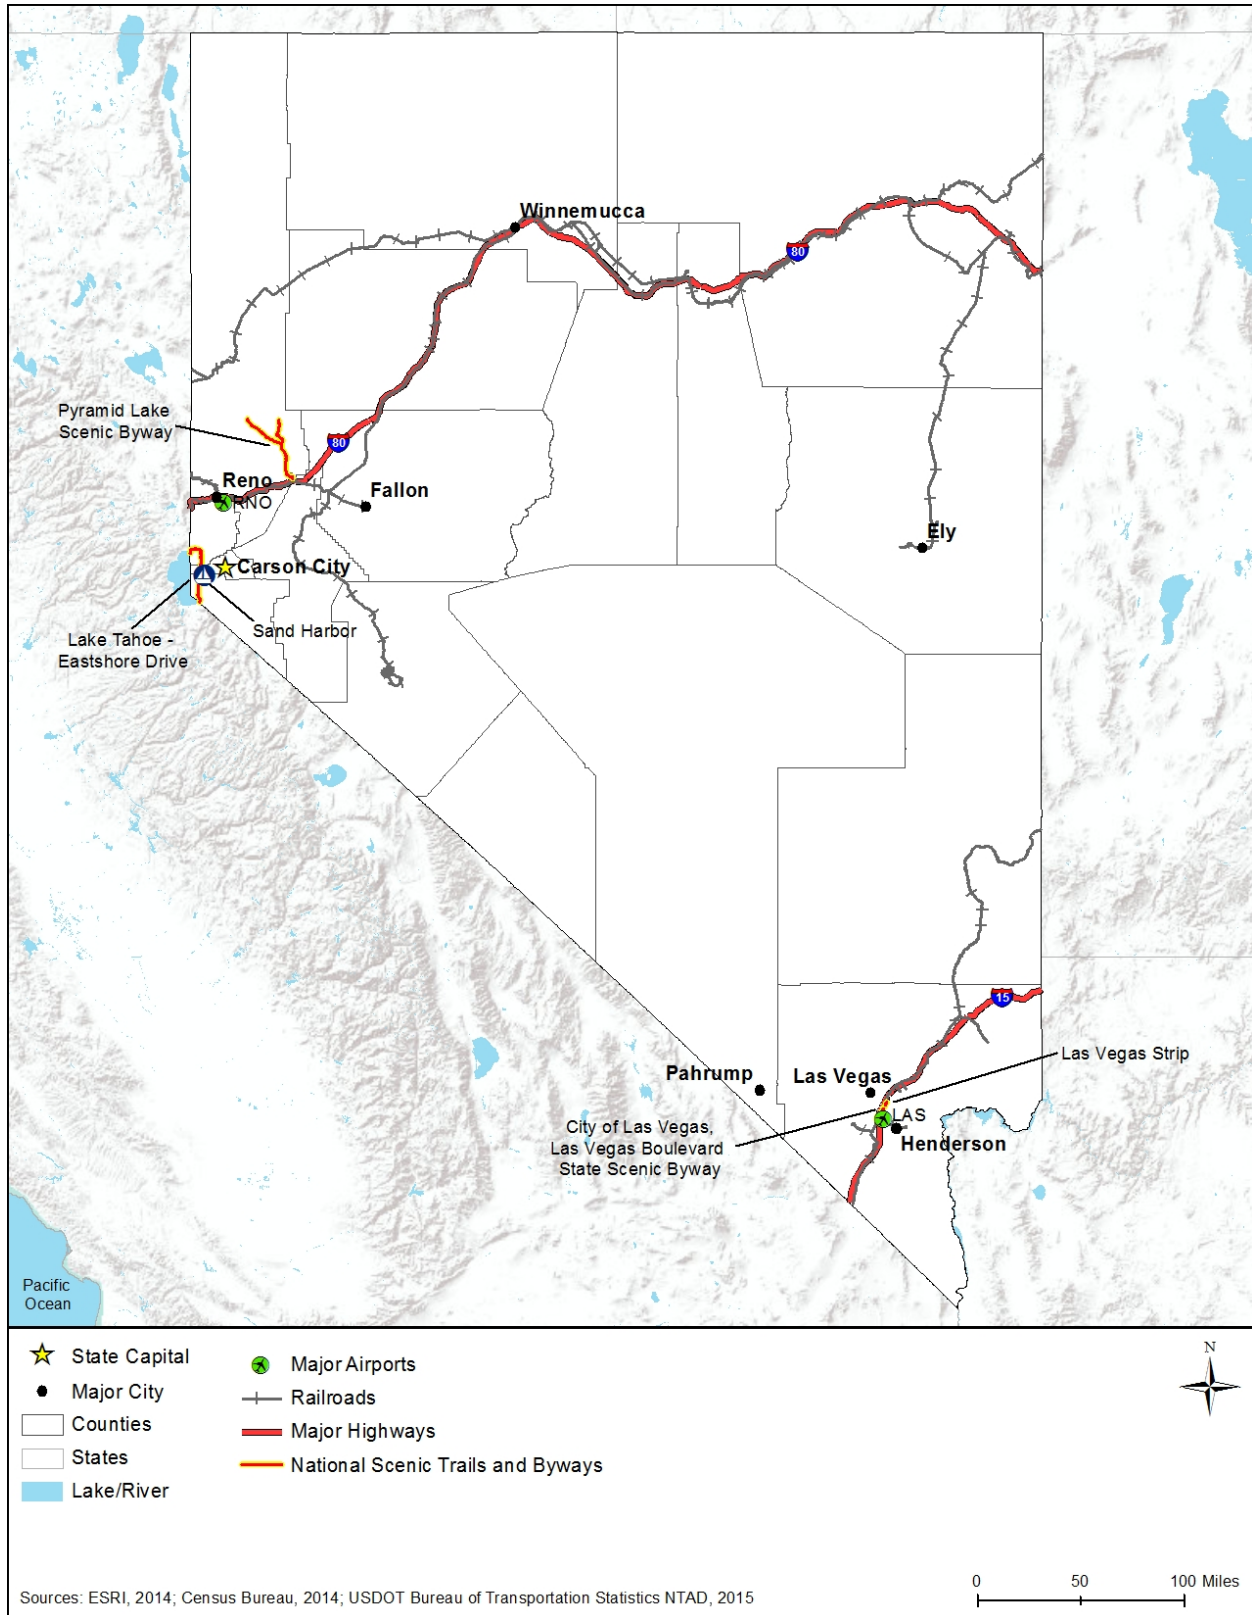 Winnemucca
80
Pyramid Lake
Scenic Byway
80
Reno
RNO
Fallon
Ely
Carson City
Sand Harbor
Lake Tahoe -
Eastshore Drive
15
Las Vegas Strip
Pahrump
Las Vegas
LAS
City of Las Vegas,
Las Vegas Boulevard
State Scenic Byway
Henderson
Pacific
Ocean
State Capital
Major City
Counties
States
Lake/River
Major Airports
Railroads
Major Highways
National Scenic Trails and Byways
N
Sources: ESRI, 2014; Census Bureau, 2014; USDOT Bureau of Transportation Statistics NTAD, 2015
0 50 100 Miles